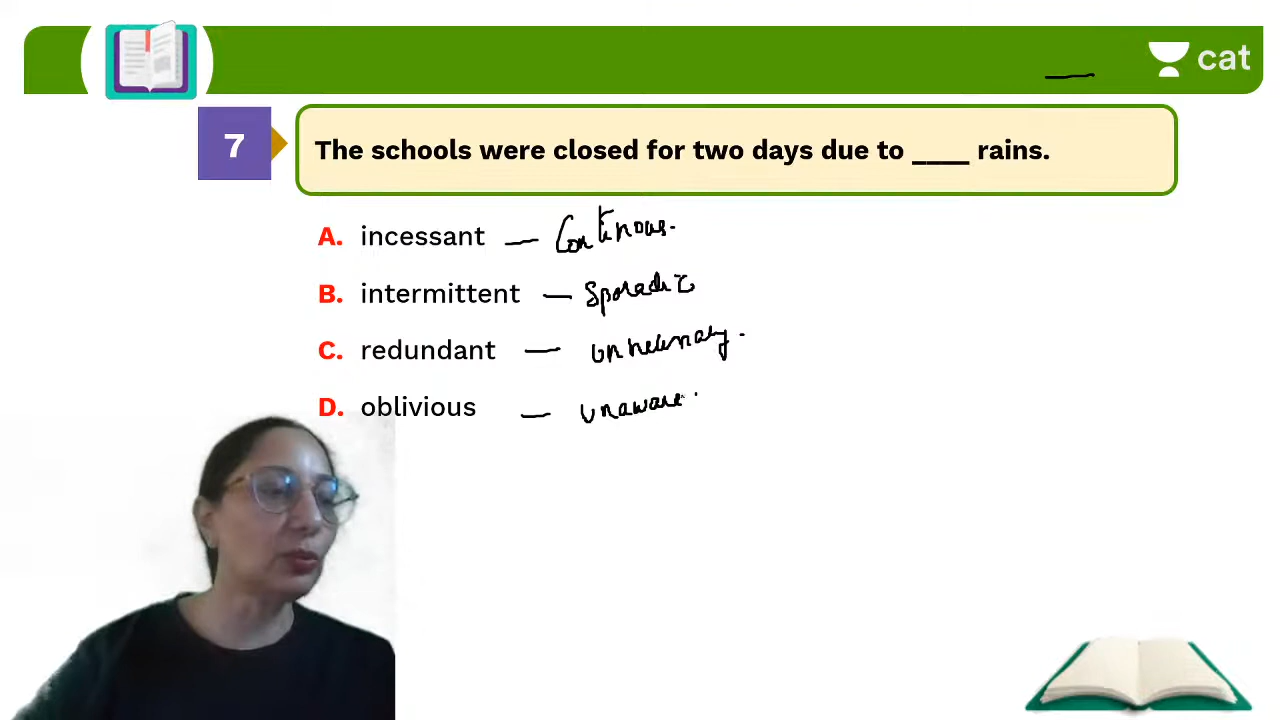 cat
7
The schools were closed for two days due to ____ rains.
A. incessant — Continous.
B. intermittent — Sporadic
C. redundant — unnecessary.
D. oblivious — unaware.